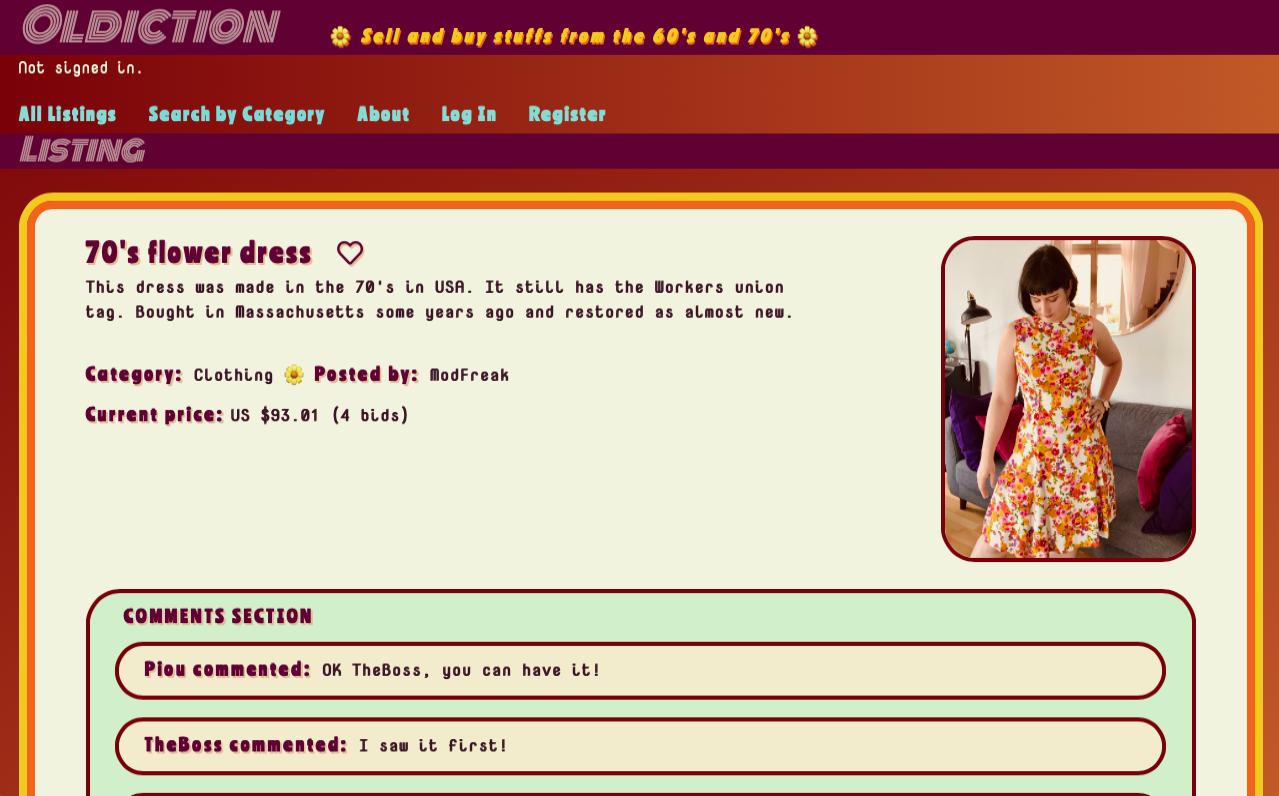 OLDICTION
🌼 Sell and buy stuffs from the 60's and 70's 🌼
Not signed in.
All Listings Search by Category About Log In Register
LISTING
70's flower dress
This dress was made in the 70's in USA. It still has the Workers union
tag. Bought in Massachusetts some years ago and restored as almost new.
Category: Clothing 🌼 Posted by: ModFreak
Current price: US $93.01 (4 bids)
COMMENTS SECTION
Piou commented: OK TheBoss, you can have it!
TheBoss commented: I saw it first!